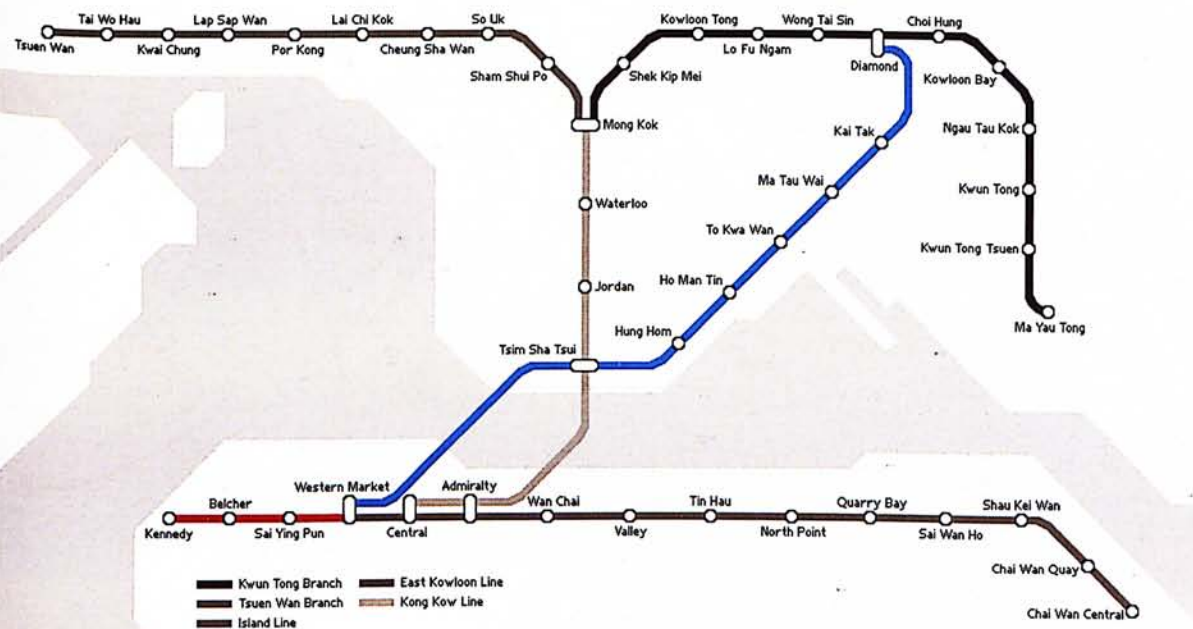 Tai Wo Hau
Lap Sap Wan
Lai Chi Kok
So Uk
Tsuen Wan
Kwai Chung
Por Kong
Cheung Sha Wan
Sham Shui Po
Kowloon Tong
Wong Tai Sin
Choi Hung
Lo Fu Ngam
Diamond
Shek Kip Mei
Kowloon Bay
Mong Kok
Kai Tak
Ngau Tau Kok
Ma Tau Wai
Kwun Tong
Waterloo
To Kwa Wan
Kwun Tong Tsuen
Jordan
Ho Man Tin
Hung Hom
Ma Yau Tong
Tsim Sha Tsui
Western Market
Admiralty
Belcher
Wan Chai
Tin Hau
Quarry Bay
Shau Kei Wan
Kennedy
Sai Ying Pun
Central
Valley
North Point
Sai Wan Ho
Chai Wan Quay
Chai Wan Central
Kwun Tong Branch
East Kowloon Line
Tsuen Wan Branch
Kong Kow Line
Island Line